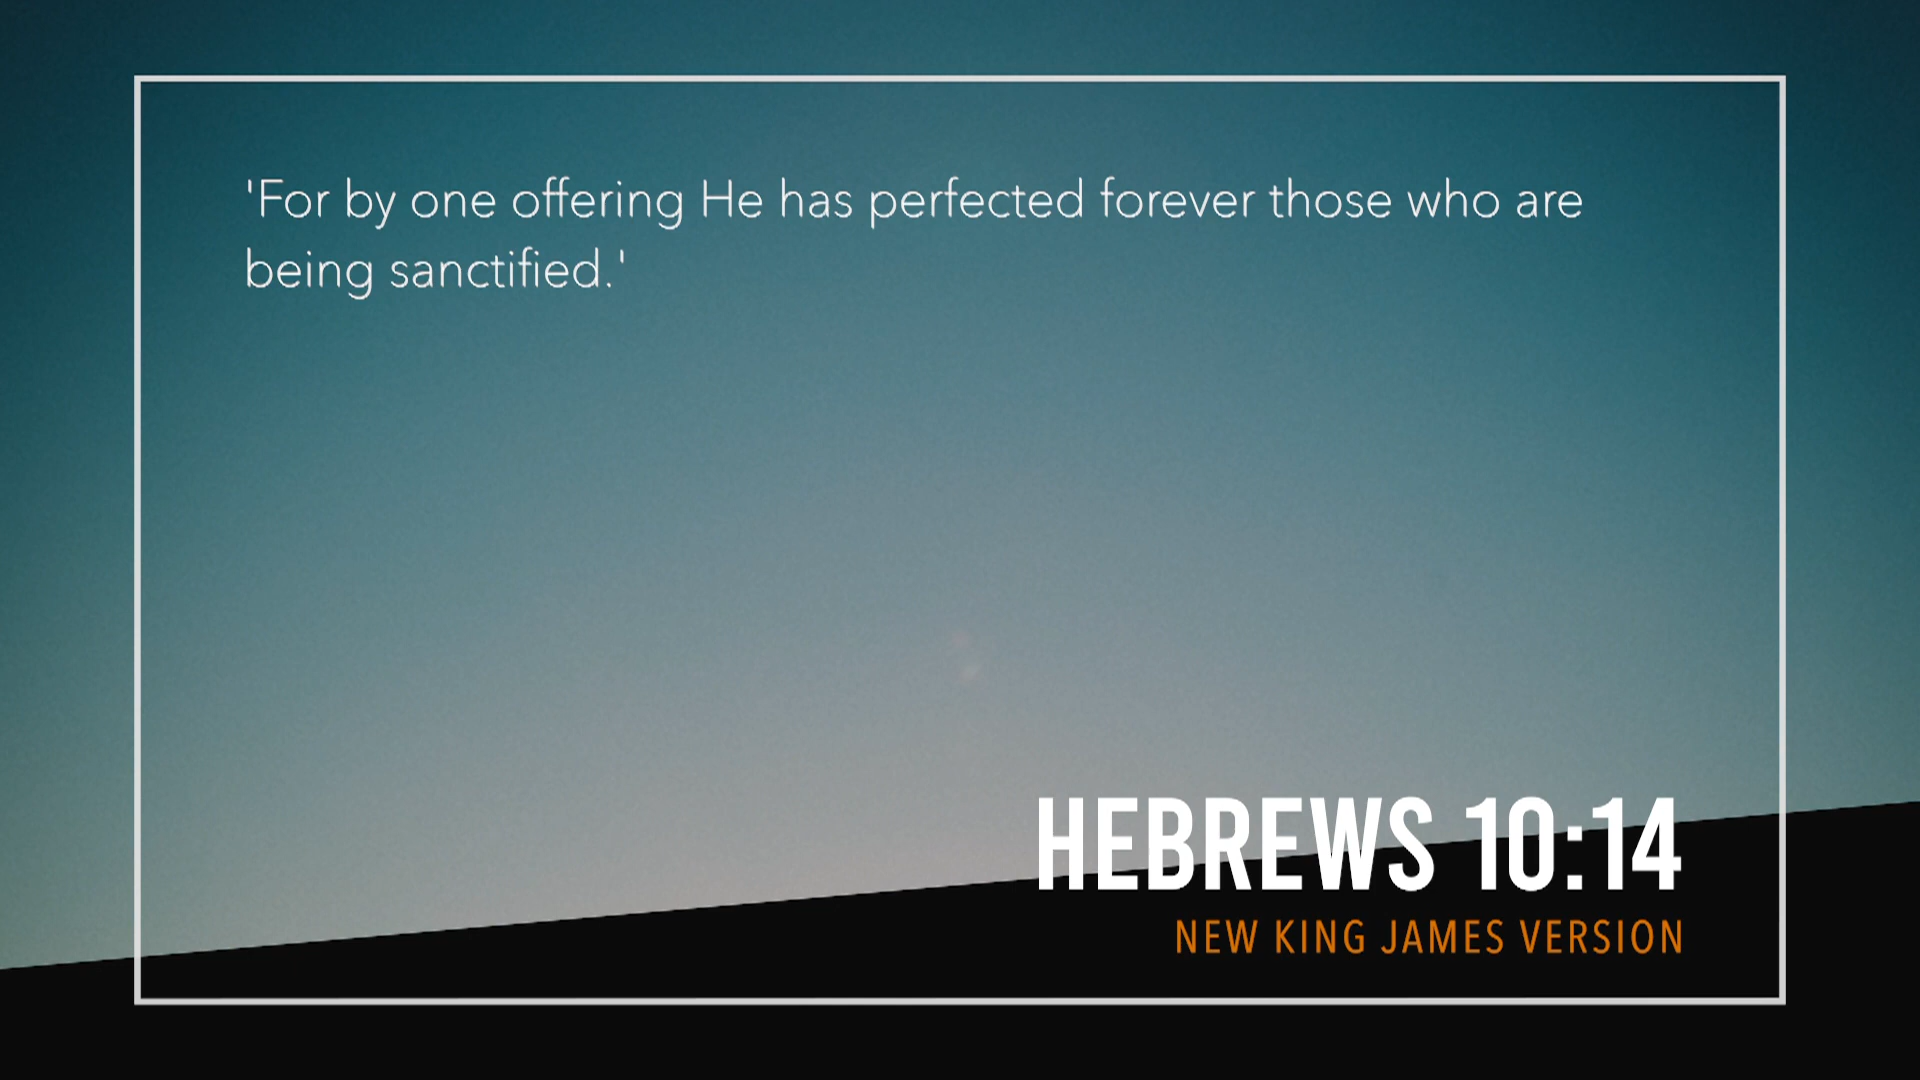 'For by one offering He has perfected forever those who are
being sanctified.'
HEBREWS 10:14
NEW KING JAMES VERSION